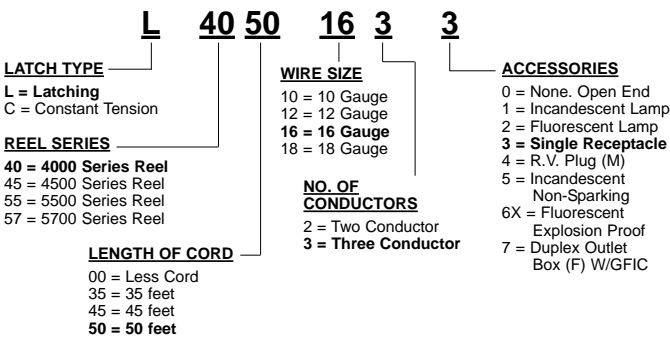 L 40 50 16 3 3
LATCH TYPE
L = Latching
C = Constant Tension
REEL SERIES
40 = 4000 Series Reel
45 = 4500 Series Reel
55 = 5500 Series Reel
57 = 5700 Series Reel
LENGTH OF CORD
00 = Less Cord
35 = 35 feet
45 = 45 feet
50 = 50 feet
WIRE SIZE
10 = 10 Gauge
12 = 12 Gauge
16 = 16 Gauge
18 = 18 Gauge
NO. OF
CONDUCTORS
2 = Two Conductor
3 = Three Conductor
ACCESSORIES
0 = None. Open End
1 = Incandescent Lamp
2 = Fluorescent Lamp
3 = Single Receptacle
4 = R.V. Plug (M)
5 = Incandescent
Non-Sparking
6X = Fluorescent
Explosion Proof
7 = Duplex Outlet
Box (F) W/GFIC